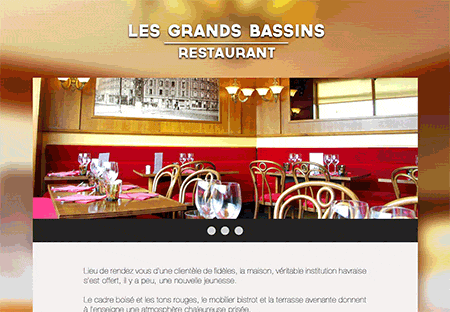 LES GRANDS BASSINS
RESTAURANT
Lieu de rendez vous d'une clientèle de fidèles, la maison, véritable institution havraise
s'est offert, il y a peu, une nouvelle jeunesse.
Le cadre boisé et les tons rouges, le mobilier bistrot et la terrasse avenante donnent
à l'enseigne une atmosphère chaleureuse prisée.